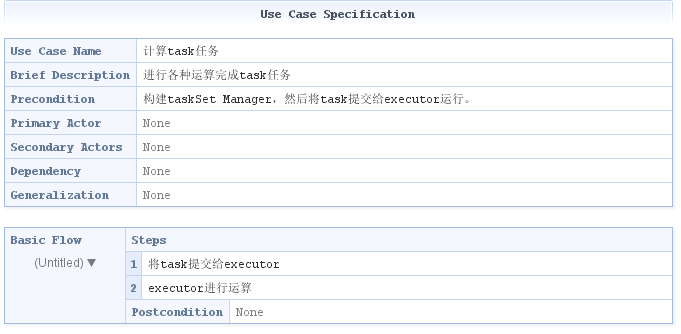 Use Case Specification
Use Case Name 计算task任务
Brief Description 进行各种运算完成task任务
Precondition 构建taskSet Manager，然后将task提交给executor运行。
Primary Actor None
Secondary Actors None
Dependency None
Generalization None
Basic Flow Steps
(Untitled) ▼
1 将task提交给executor
2 executor进行运算
Postcondition None